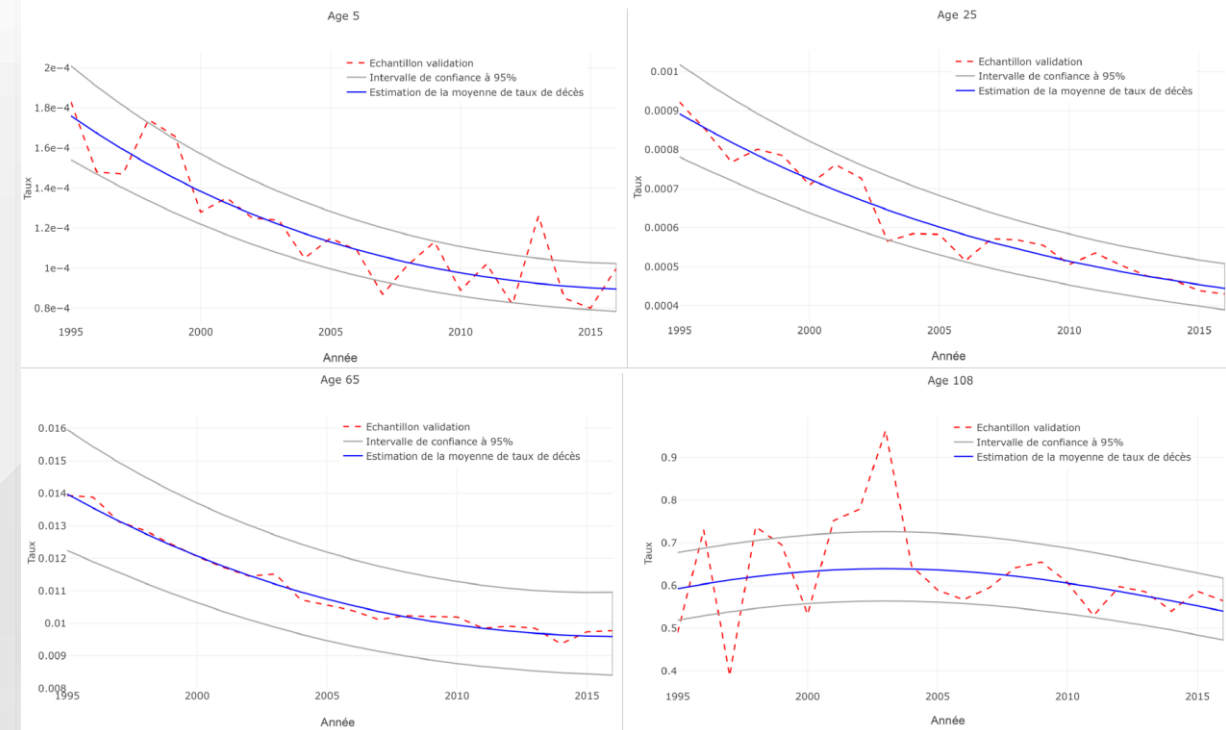 Age 5
Echantillon validation
Intervalle de confiance à 95%
Estimation de la moyenne de taux de décès
2e−4
1.8e−4
1.6e−4
1.4e−4
1.2e−4
1e−4
0.8e−4
Taux
1995
2000
2005
2010
2015
Année
Age 25
Echantillon validation
Intervalle de confiance à 95%
Estimation de la moyenne de taux de décès
0.001
0.0009
0.0008
0.0007
0.0006
0.0005
0.0004
Taux
1995
2000
2005
2010
2015
Année
Age 65
Echantillon validation
Intervalle de confiance à 95%
Estimation de la moyenne de taux de décès
0.016
0.015
0.014
0.013
0.012
0.011
0.01
0.009
0.008
Taux
1995
2000
2005
2010
2015
Année
Age 108
Echantillon validation
Intervalle de confiance à 95%
Estimation de la moyenne de taux de décès
0.9
0.8
0.7
0.6
0.5
0.4
Taux
1995
2000
2005
2010
2015
Année